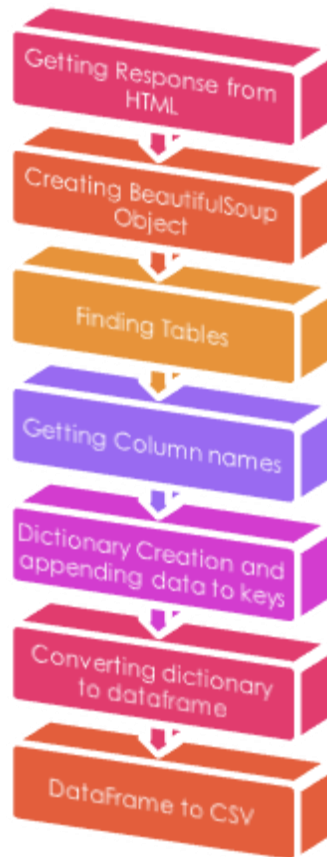 Getting Response from
HTML
Creating BeautifulSoup
Object
Finding Tables
Getting Column names
Dictionary Creation and
appending data to keys
Converting dictionary
to dataframe
DataFrame to CSV